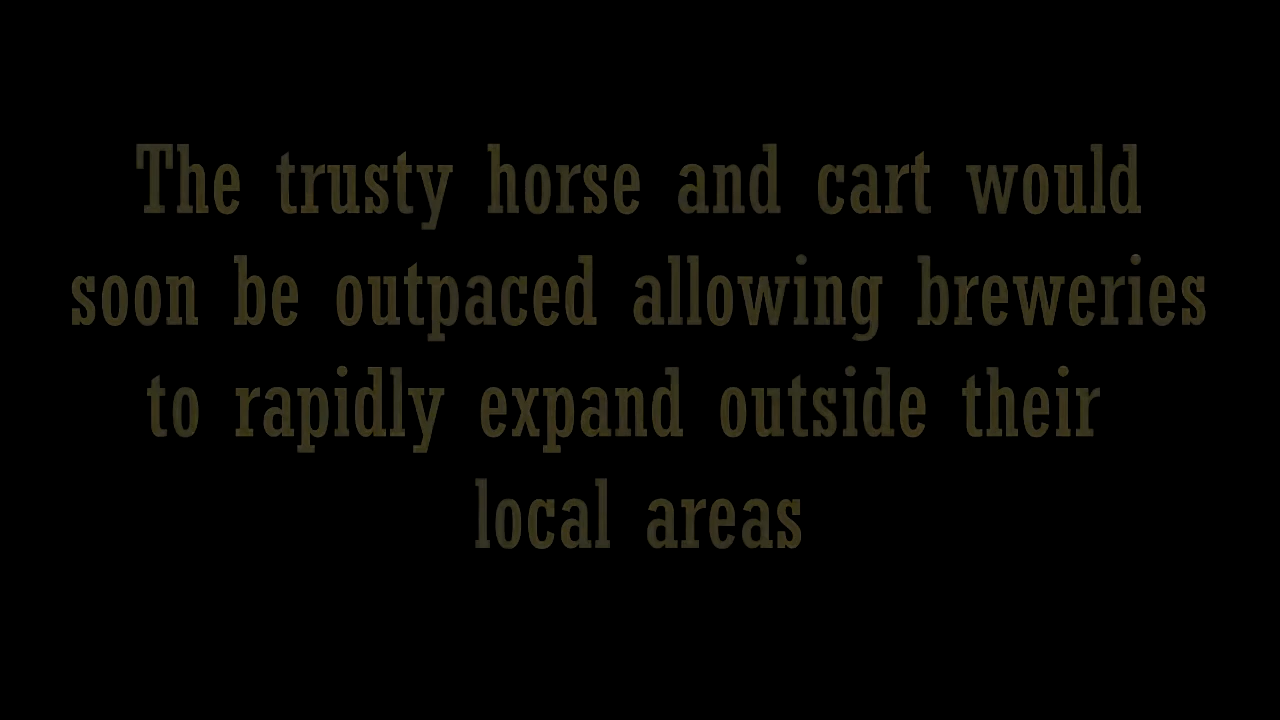 The trusty horse and cart would
soon be outpaced allowing breweries
to rapidly expand outside their
local areas